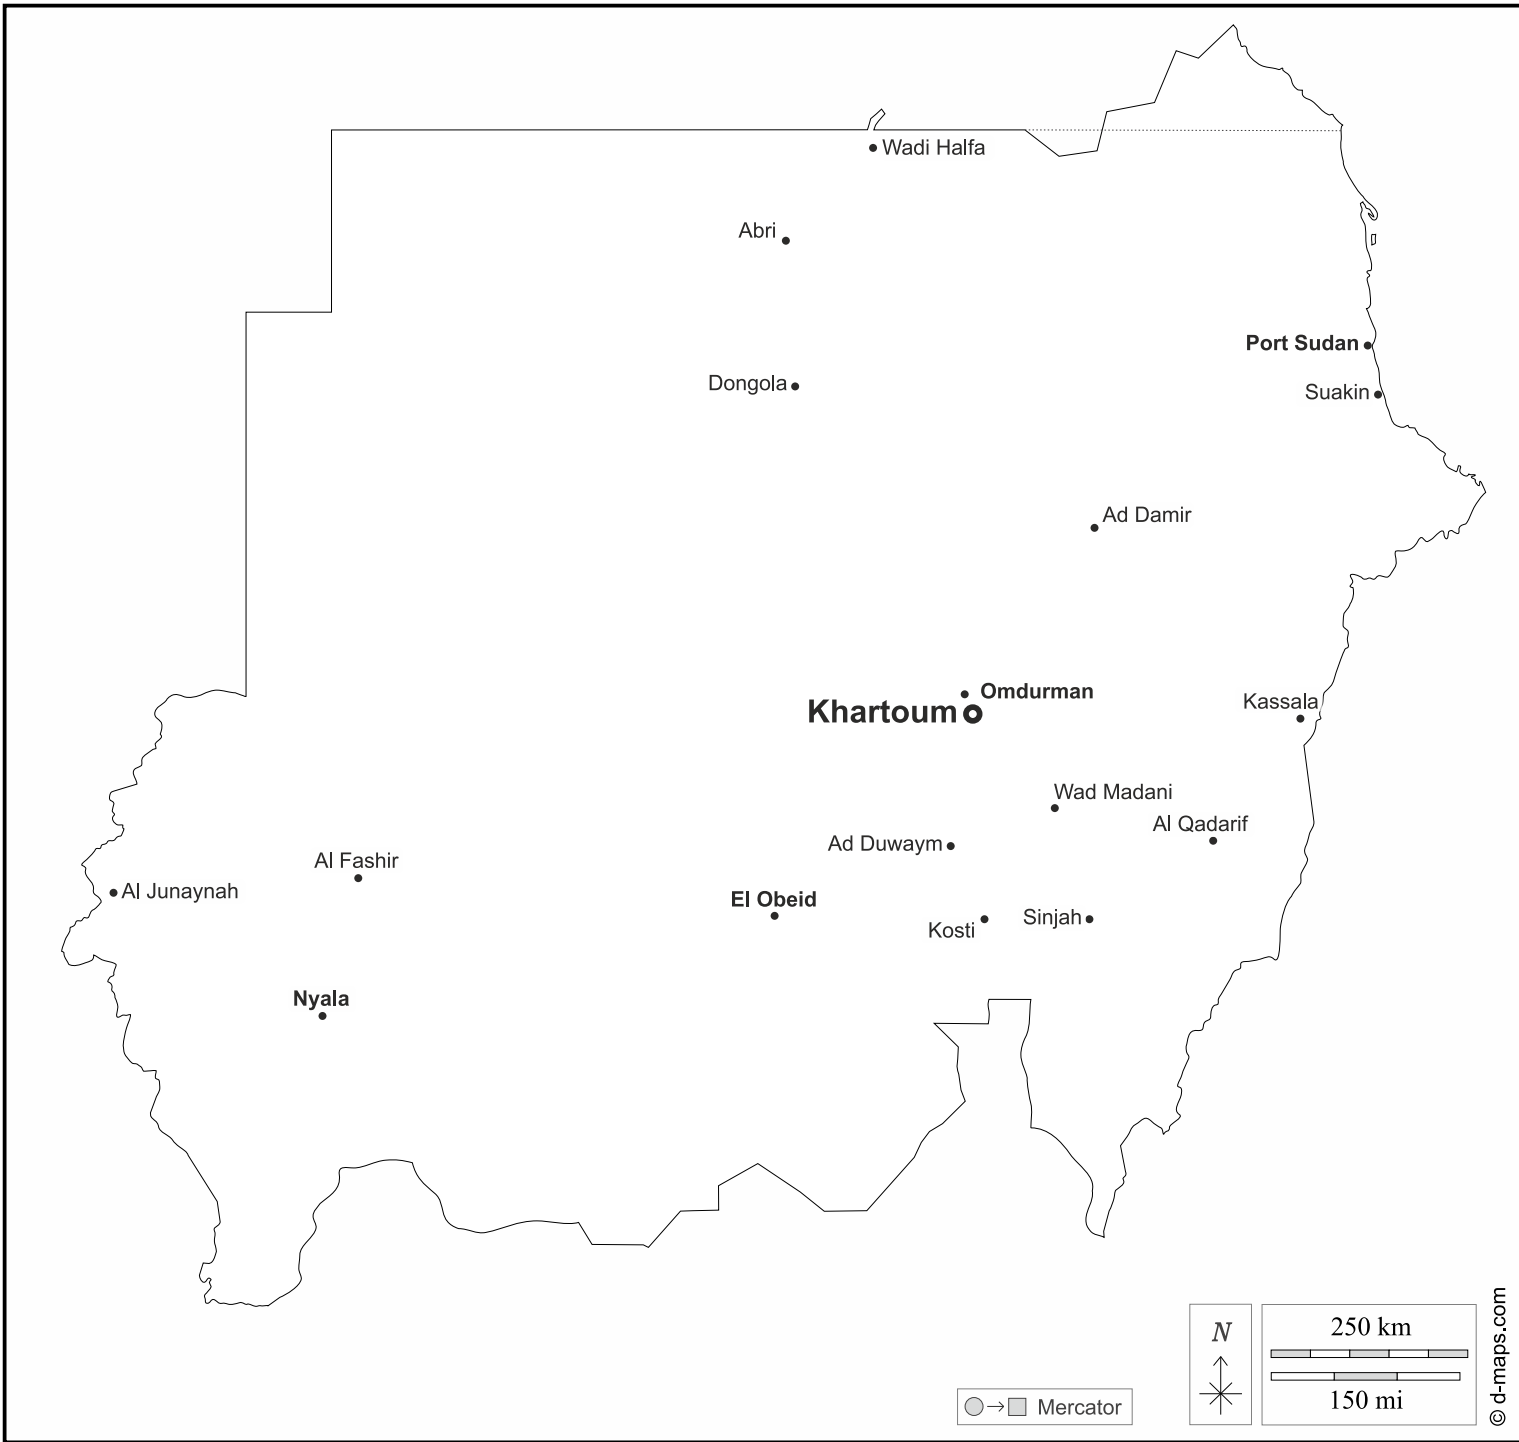 Wadi Halfa
Abri
Port Sudan
Dongola
Suakin
Ad Damir
Omdurman
Khartoum
Kassala
Wad Madani
Al Qadarif
Ad Duwaym
Al Fashir
Al Junaynah
El Obeid
Kosti
Sinjah
Nyala
N
250 km
150 mi
Mercator
© d-maps.com